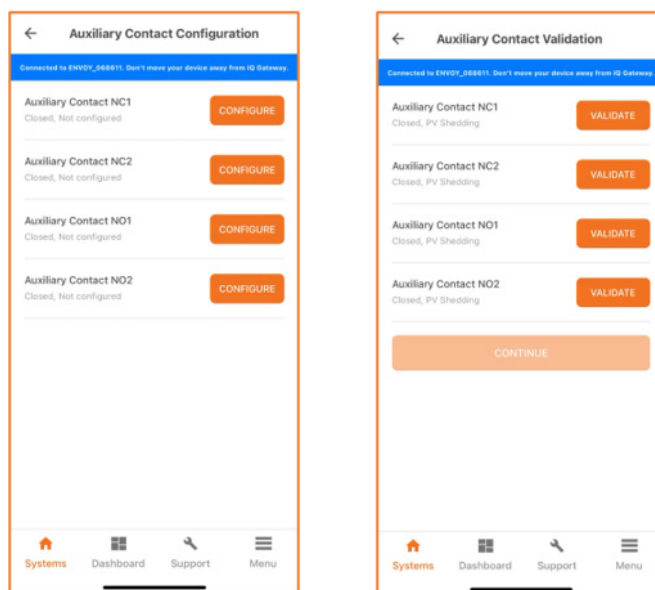 ← Auxiliary Contact Configuration
Connected to ENVOY_068611. Don't move your device away from IQ Gateway.
Auxiliary Contact NC1
Closed, Not configured
CONFIGURE
Auxiliary Contact NC2
Closed, Not configured
CONFIGURE
Auxiliary Contact NO1
Closed, Not configured
CONFIGURE
Auxiliary Contact NO2
Closed, Not configured
CONFIGURE
Systems Dashboard Support Menu
← Auxiliary Contact Validation
Connected to ENVOY_068611. Don't move your device away from IQ Gateway.
Auxiliary Contact NC1
Closed, PV Shedding
VALIDATE
Auxiliary Contact NC2
Closed, PV Shedding
VALIDATE
Auxiliary Contact NO1
Closed, PV Shedding
VALIDATE
Auxiliary Contact NO2
Closed, PV Shedding
VALIDATE
CONTINUE
Systems Dashboard Support Menu